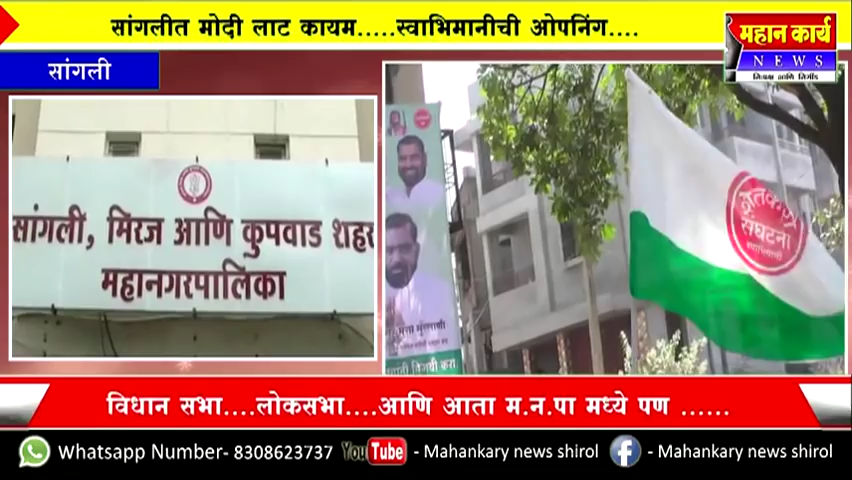 सांगलीत मोदी लाट कायम.....स्वाभिमानीची ओपनिंग....
महान कार्य
NEWS
सांगली
सांगली, मिरज आणि कुपवाड शहर
महानगरपालिका
शेतकरी
संघटना
विधान सभा....लोकसभा....आणि आता म.न.पा मध्ये पण ......
Whatsapp Number- 8308623737 YouTube - Mahankary news shirol f - Mahankary news shirol